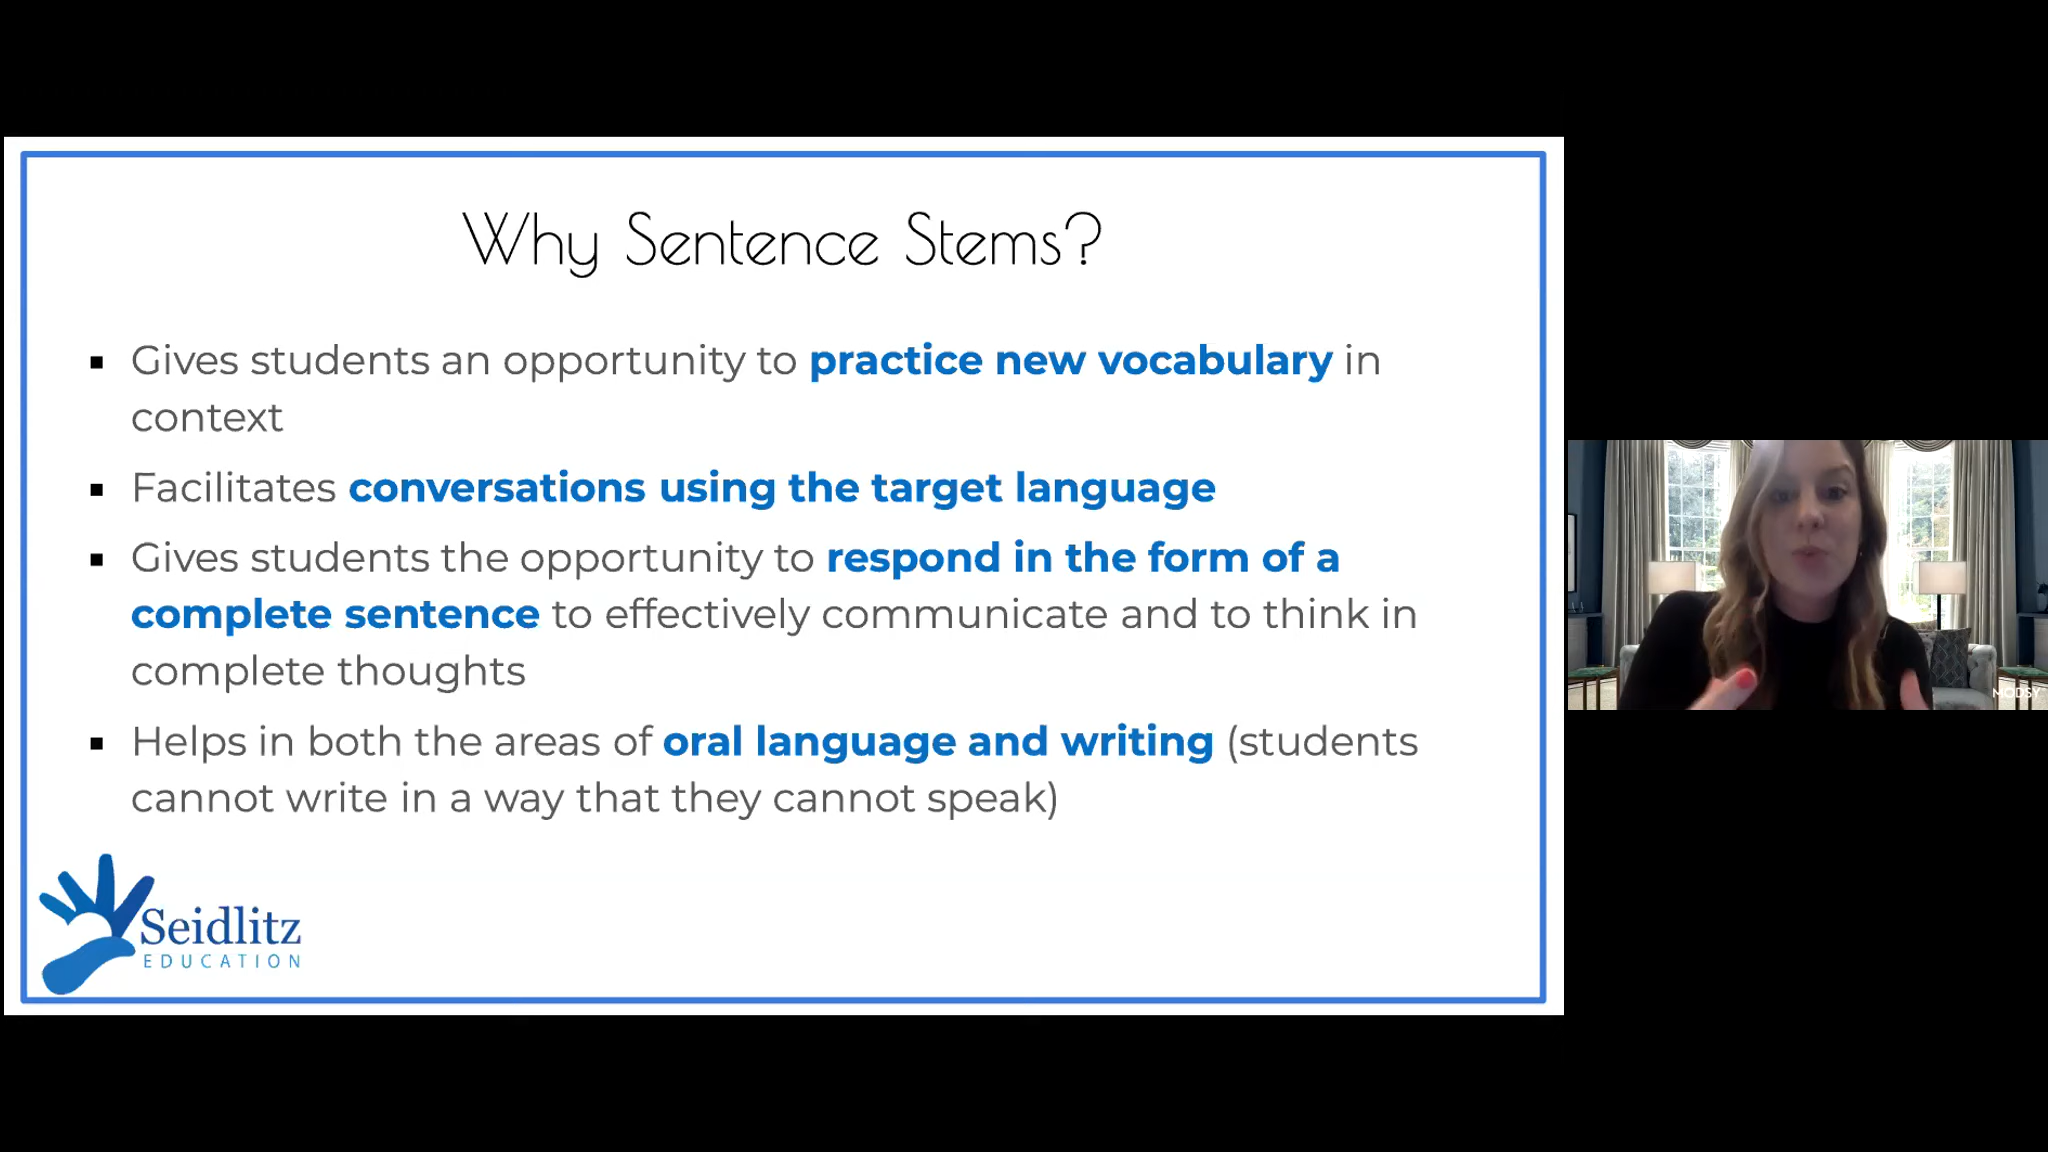 Why Sentence Stems?
▪ Gives students an opportunity to practice new vocabulary in
context
▪ Facilitates conversations using the target language
▪ Gives students the opportunity to respond in the form of a
complete sentence to effectively communicate and to think in
complete thoughts
▪ Helps in both the areas of oral language and writing (students
cannot write in a way that they cannot speak)
Seidlitz
EDUCATION
MODSY